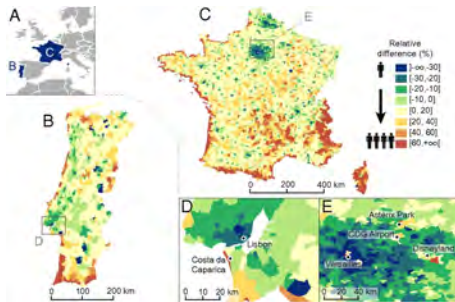 A
C
B
C
E
Relative
difference (%)
[-∞,-30]
[-30,-20]
[-20,-10]
[-10, 0]
[0, 20]
[20, 40]
[40, 60]
[60,+∞]
B
D
0 200 400 km
0 100 200 km
D
Lisbon
Costa da
Caparica
0 20 km
E
Asterix Park
CDG Airport
Disneyland
Versailles
0 20 40 km